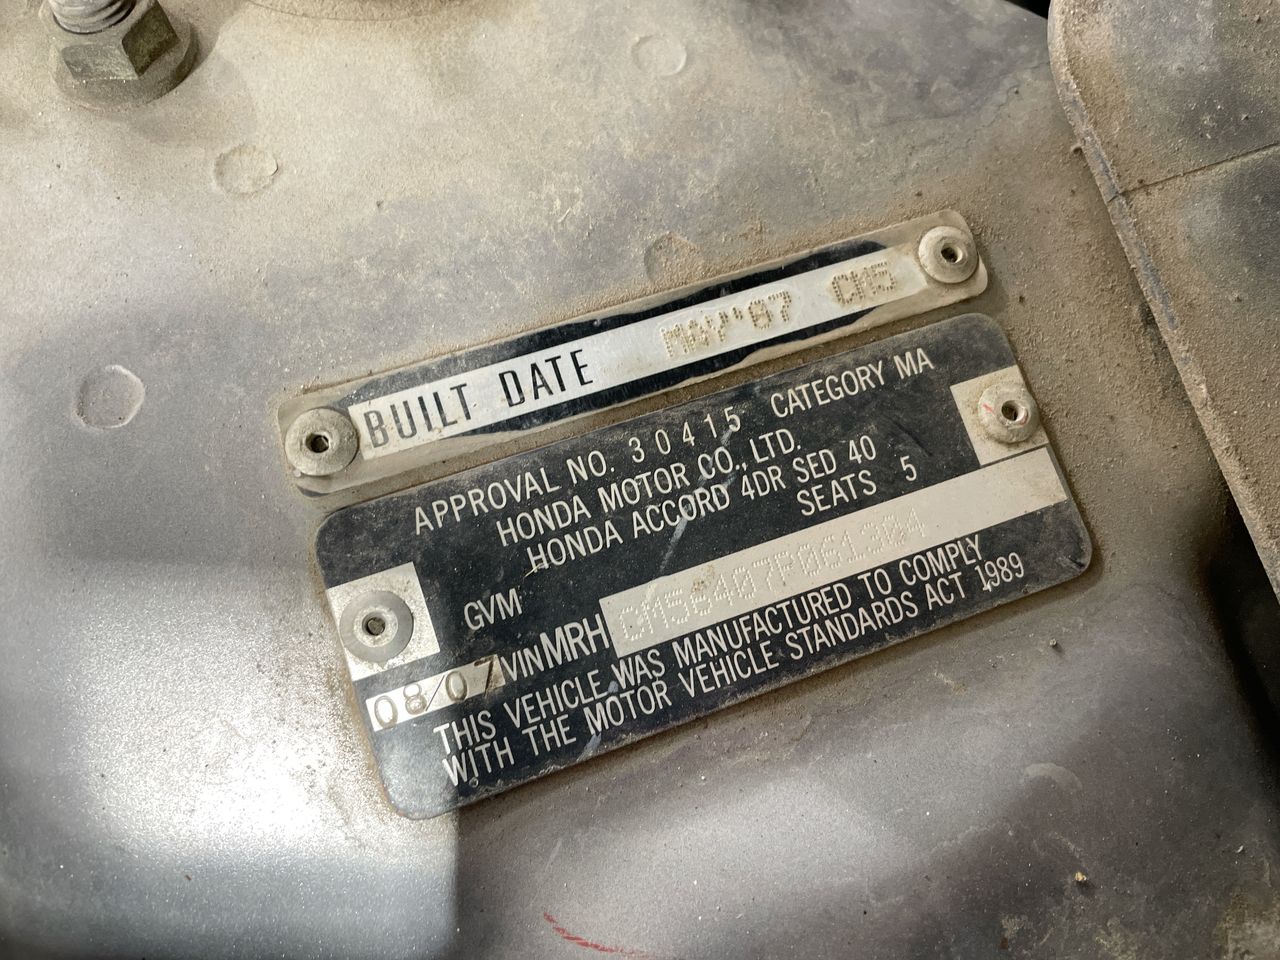 BUILT DATE MAY'07 CM5
APPROVAL NO. 30415 CATEGORY MA
HONDA MOTOR CO., LTD.
HONDA ACCORD 4DR SED 40
SEATS 5
GVM
08/07 VIN MRH CM56407P061304
THIS VEHICLE WAS MANUFACTURED TO COMPLY
WITH THE MOTOR VEHICLE STANDARDS ACT 1989